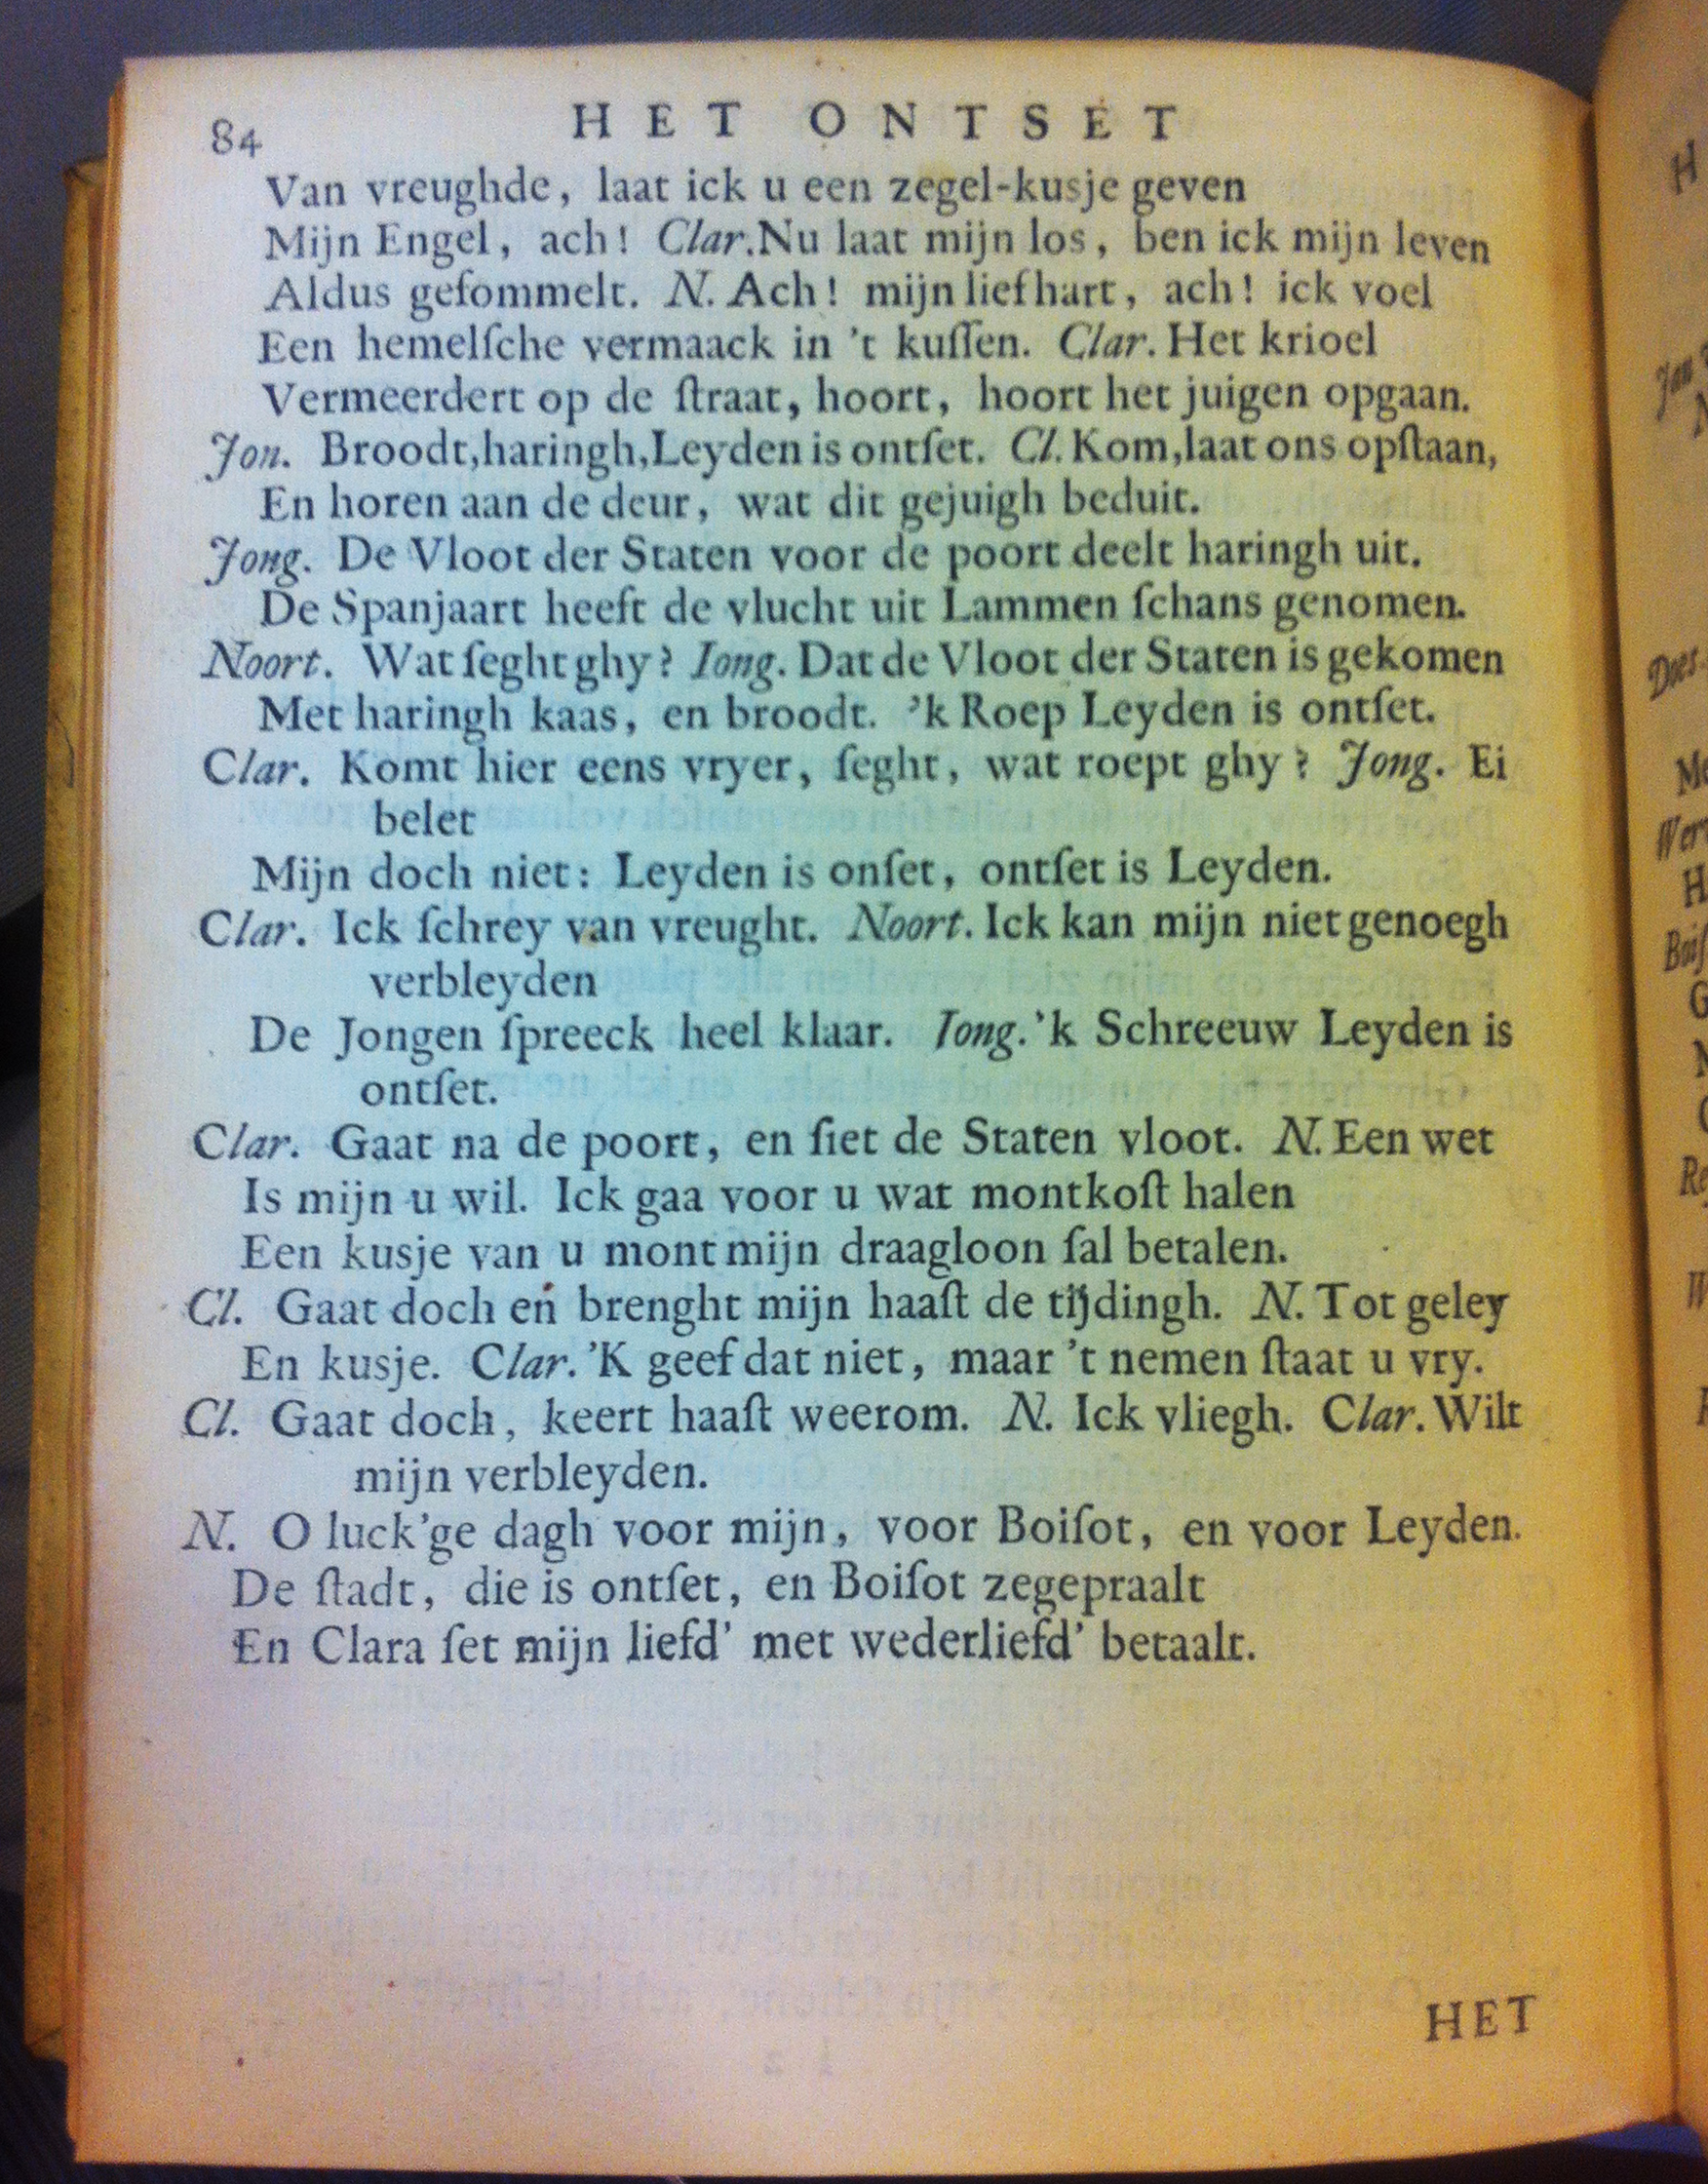 84 HET ONTSET
Van vreughde, laat ick u een zegel-kusje geven
Mijn Engel, ach! Clar.Nu laat mijn los, ben ick mijn leven
Aldus gefommelt. N. Ach! mijn lief hart, ach! ick voel
Een hemelſche vermaack in 't kuſſen. Clar. Het krioel
Vermeerdert op de ſtraat, hoort, hoort het juigen opgaan.
Jon. Broodt,haringh,Leyden is ontſet. Cl. Kom,laat ons opſtaan,
En horen aan de deur, wat dit gejuigh beduit.
Jong. De Vloot der Staten voor de poort deelt haringh uit.
De Spanjaart heeft de vlucht uit Lammen ſchans genomen.
Noort. Wat ſeght ghy? Iong. Dat de Vloot der Staten is gekomen
Met haringh kaas, en broodt. 'k Roep Leyden is ontſet.
Clar. Komt hier eens vryer, ſeght, wat roept ghy? Jong. Ei
belet
Mijn doch niet: Leyden is onſet, ontſet is Leyden.
Clar. Ick ſchrey van vreught. Noort. Ick kan mijn niet genoegh
verbleyden
De Jongen ſpreeck heel klaar. Iong. 'k Schreeuw Leyden is
ontſet.
Clar. Gaat na de poort, en ſiet de Staten vloot. N. Een wet
Is mijn u wil. Ick gaa voor u wat montkoſt halen
Een kusje van u mont mijn draagloon ſal betalen.
Cl. Gaat doch en brenght mijn haaſt de tijdingh. N. Tot geley
En kusje. Clar. 'K geef dat niet, maar 't nemen ſtaat u vry.
Cl. Gaat doch, keert haaſt weerom. N. Ick vliegh. Clar. Wilt
mijn verbleyden.
N. O luck'ge dagh voor mijn, voor Boiſot, en voor Leyden.
De ſtadt, die is ontſet, en Boiſot zegepraalt
En Clara ſet mijn liefd' met wederliefd' betaalt.
HET